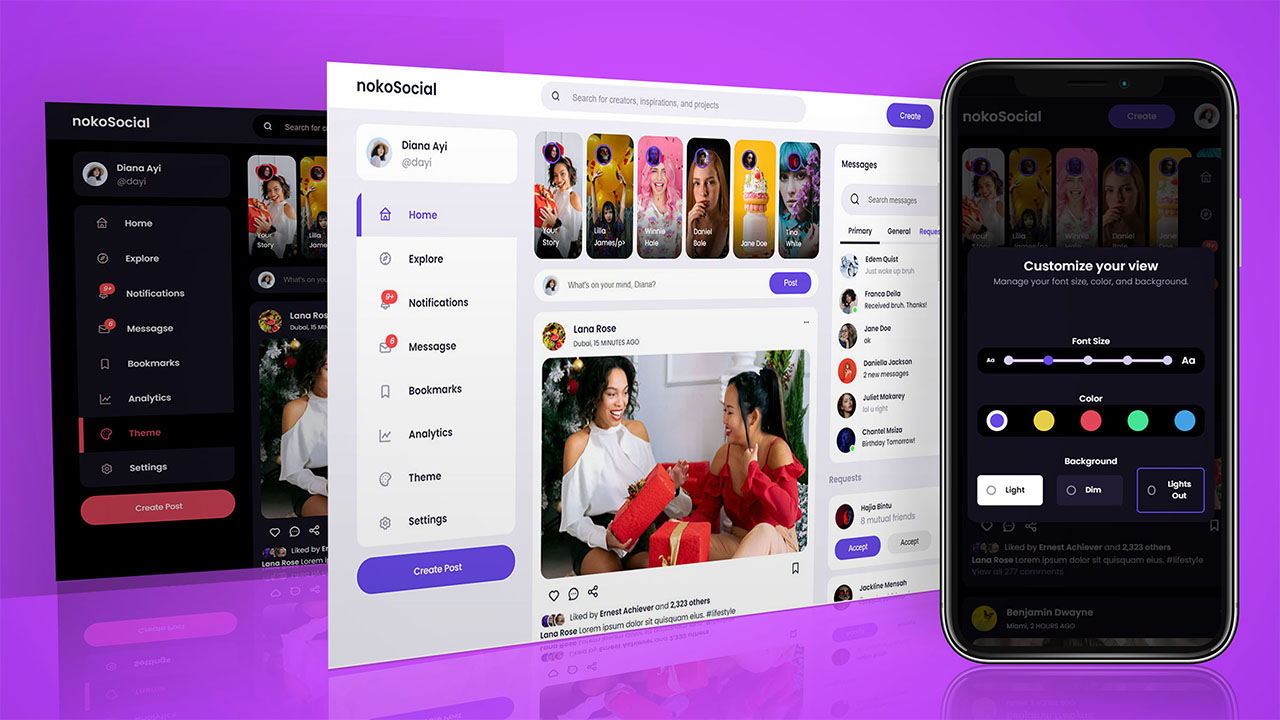 nokoSocial
Search for c
Diana Ayi
@dayi
Home
Explore
9+
Notifications
6
Messagse
Bookmarks
Analytics
Theme
Settings
Create Post
Your
Story
Lilla
James/p>
What's on your mind,
Lana Ros
Dubai, 15 MIN
Liked by E
Lana Rose Lorem
nokoSocial
Search for creators, inspirations, and projects
Create
Diana Ayi
@dayi
Home
Explore
9+
Notifications
6
Messagse
Bookmarks
Analytics
Theme
Settings
Create Post
Your
Story
Lilla
James/p>
Winnie
Hale
Daniel
Bale
Jane Doe
Tina
White
What's on your mind, Diana?
Post
Lana Rose
Dubai, 15 MINUTES AGO
Liked by Ernest Achiever and 2,323 others
Lana Rose Lorem ipsum dolor sit quisquam eius. #lifestyle
Messages
Search messages
Primary General Reque
Edem Quist
Just woke up bruh
Franca Deila
Received bruh. Thanks!
Jane Doe
ok
Daniella Jackson
2 new messages
Juliet Makarey
lol u right
Chantel Msiza
Birthday Tomorrow!
Requests
Hajia Bintu
8 mutual friends
Accept Accept
Jackline Mensah
nokoSocial
Create
Your
Story
Lilla
James/p>
Winnie
Hale
Daniel
Bale
Jane Doe
9+
Customize your view
Manage your font size, color, and background.
Font Size
Aa Aa
Color
Background
Light
Dim
Lights
Out
Liked by Ernest Achiever and 2,323 others
Lana Rose Lorem ipsum dolor sit quisquam eius. #lifestyle
View all 277 comments
Benjamin Dwayne
Miami, 2 HOURS AGO